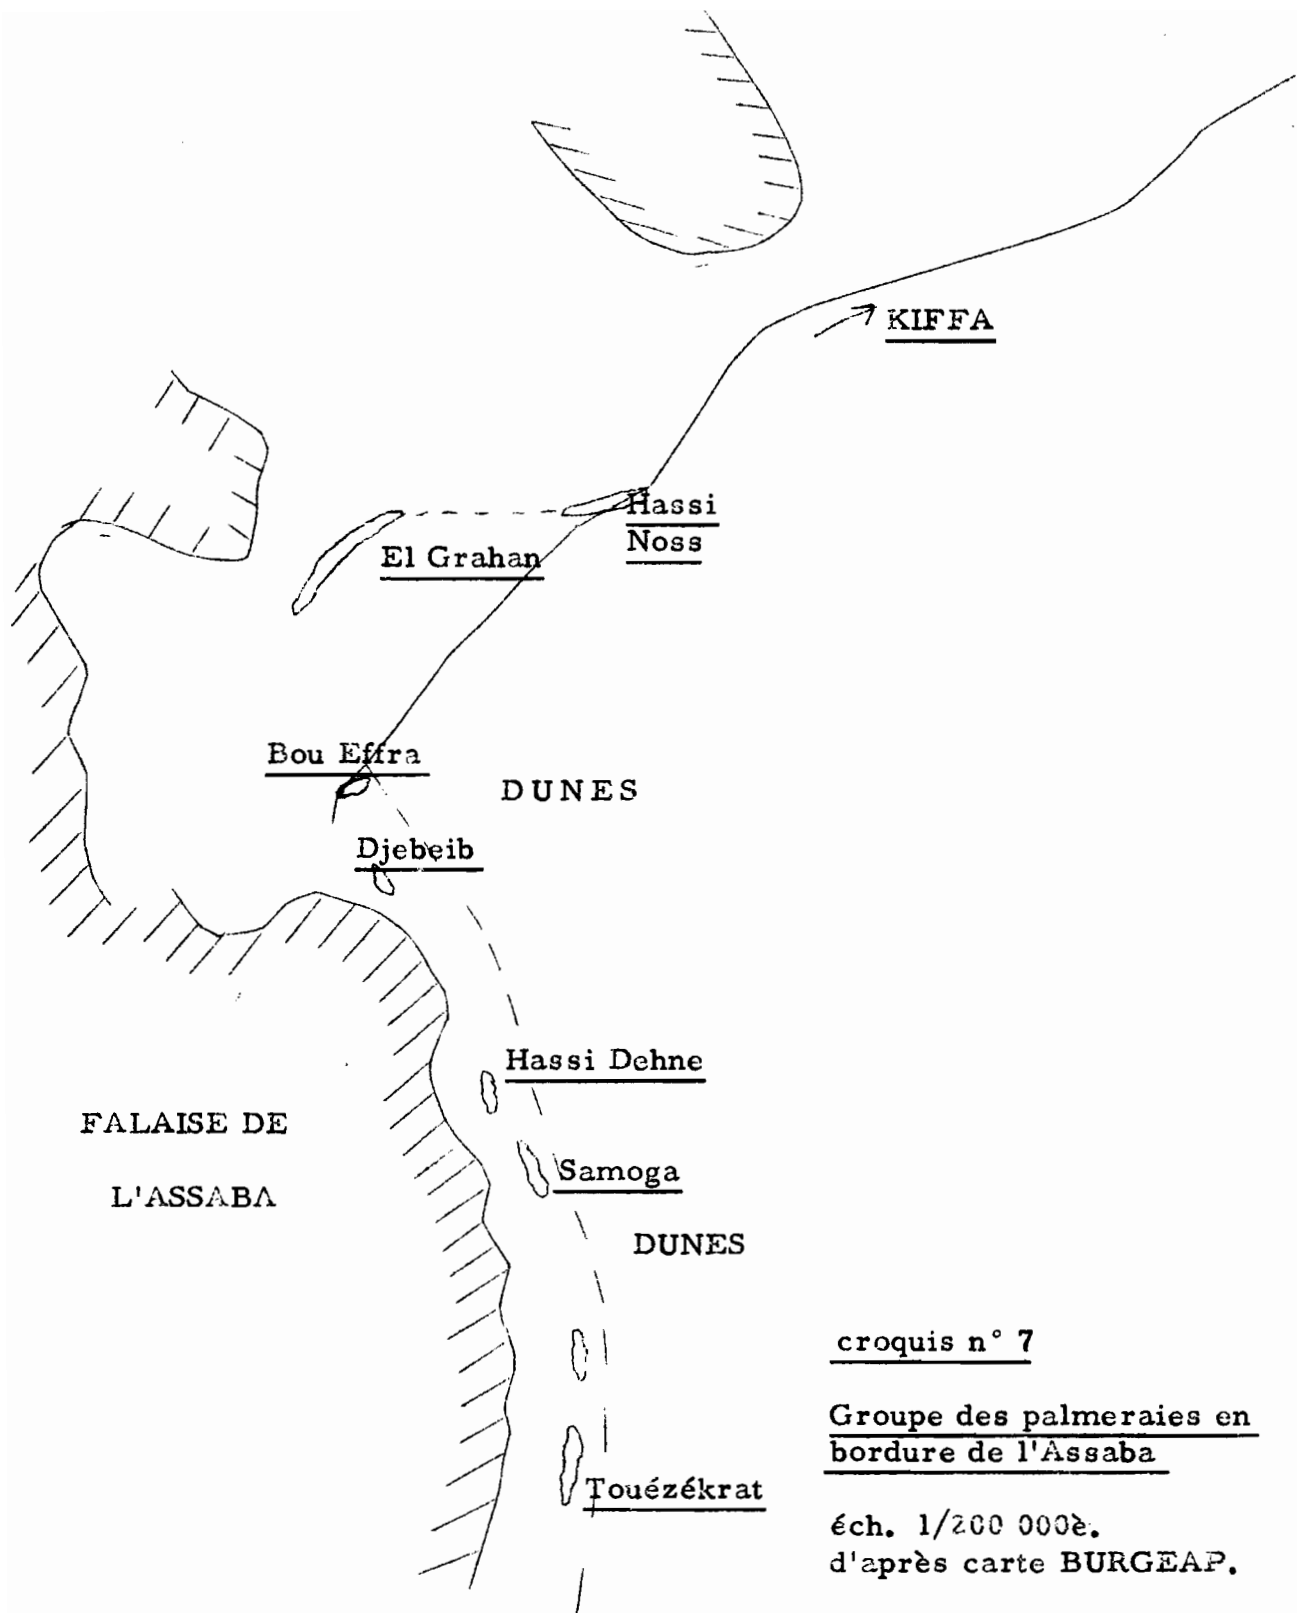 KIFFA
Hassi
Noss
El Grahan
Bou Effra
DUNES
Djebeib
Hassi Dehne
FALAISE DE
L'ASSABA
Samoga
DUNES
croquis n° 7
Groupe des palmeraies en
bordure de l'Assaba
Touézékrat
éch. 1/200 000è.
d'après carte BURGEAP.